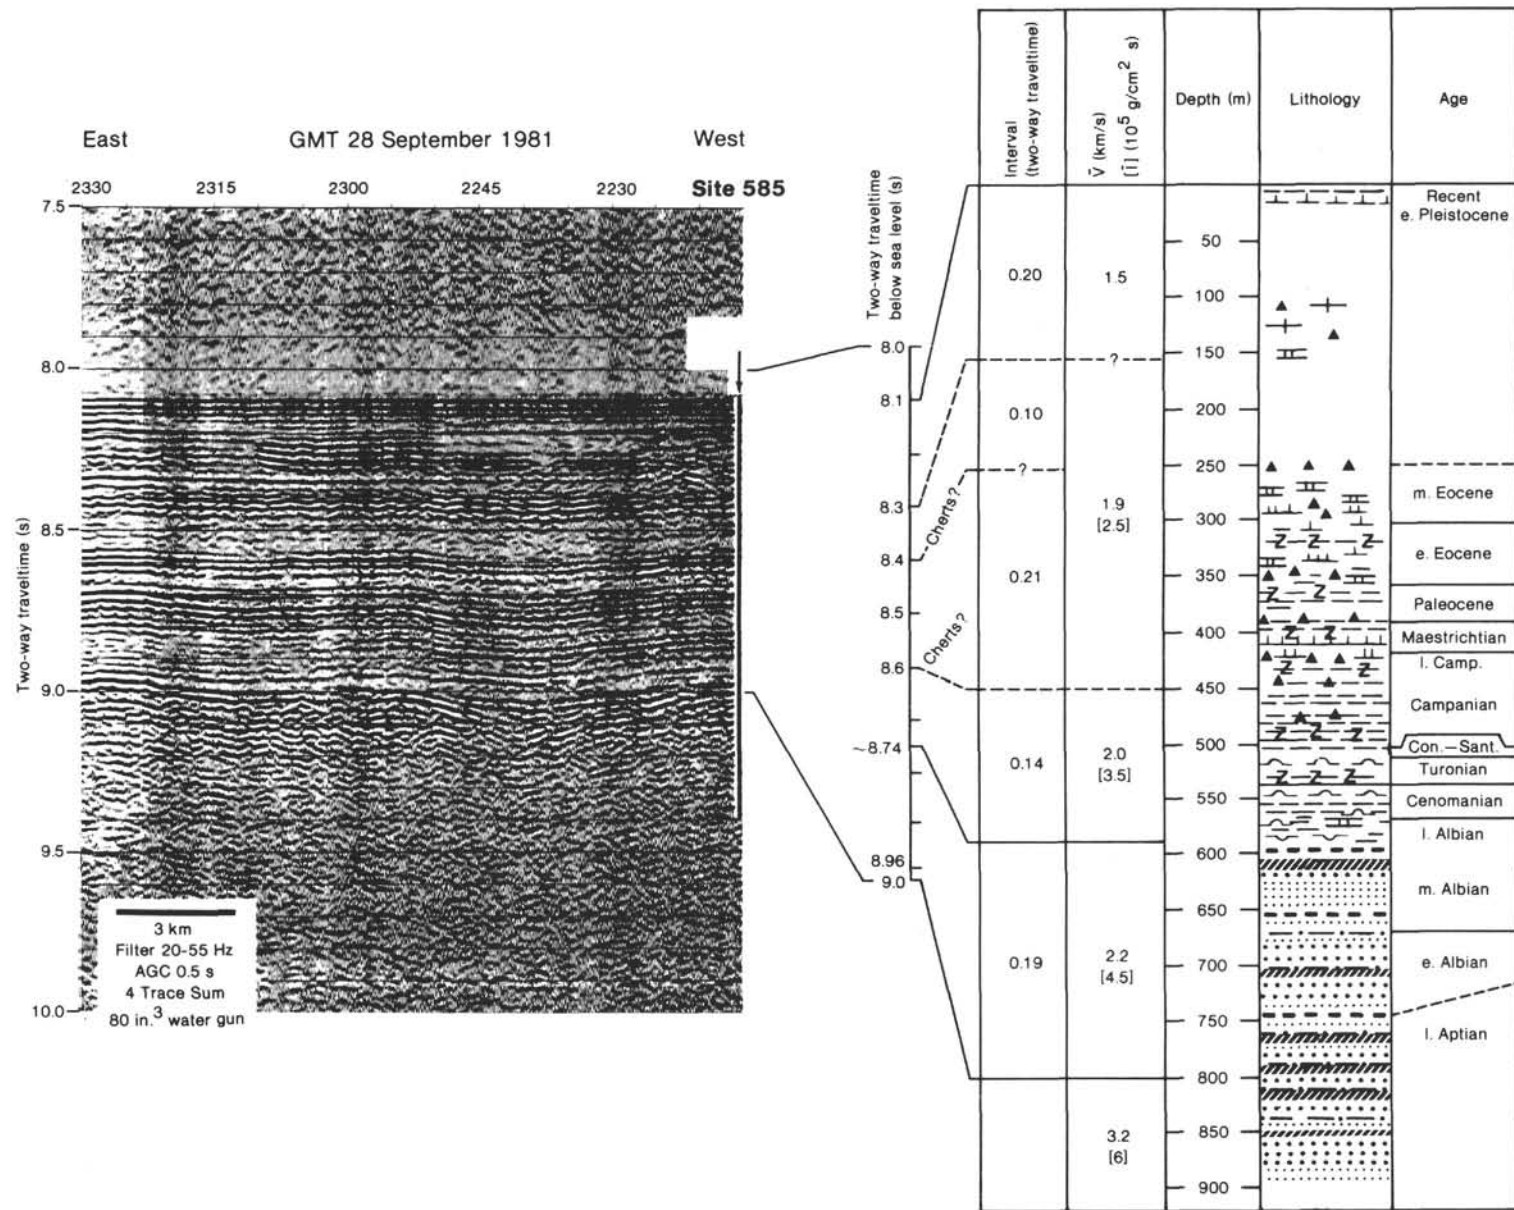 East GMT 28 September 1981 West
2330 2315 2300 2245 2230 Site 585
Two-way traveltime (s)
7.5
8.0
8.5
9.0
9.5
10.0
3 km
Filter 20-55 Hz
AGC 0.5 s
4 Trace Sum
80 in.³ water gun
Two-way traveltime
below sea level (s)
8.0
8.1
8.3
8.4
8.5
8.6
~8.74
8.96
9.0
Cherts?
Cherts?
Interval
(two-way traveltime)
0.20
0.10
?
0.21
0.14
0.19
V̄ (km/s)
[Ī] (10⁵ g/cm² s)
1.5
?
1.9
[2.5]
2.0
[3.5]
2.2
[4.5]
3.2
[6]
Depth (m)
50
100
150
200
250
300
350
400
450
500
550
600
650
700
750
800
850
900
Lithology
Z Z Z
Z Z
Z Z
Z Z
Z Z Z
Z Z Z
Age
Recent
e. Pleistocene
m. Eocene
e. Eocene
Paleocene
Maestrichtian
l. Camp.
Campanian
Con.—Sant.
Turonian
Cenomanian
l. Albian
m. Albian
e. Albian
l. Aptian